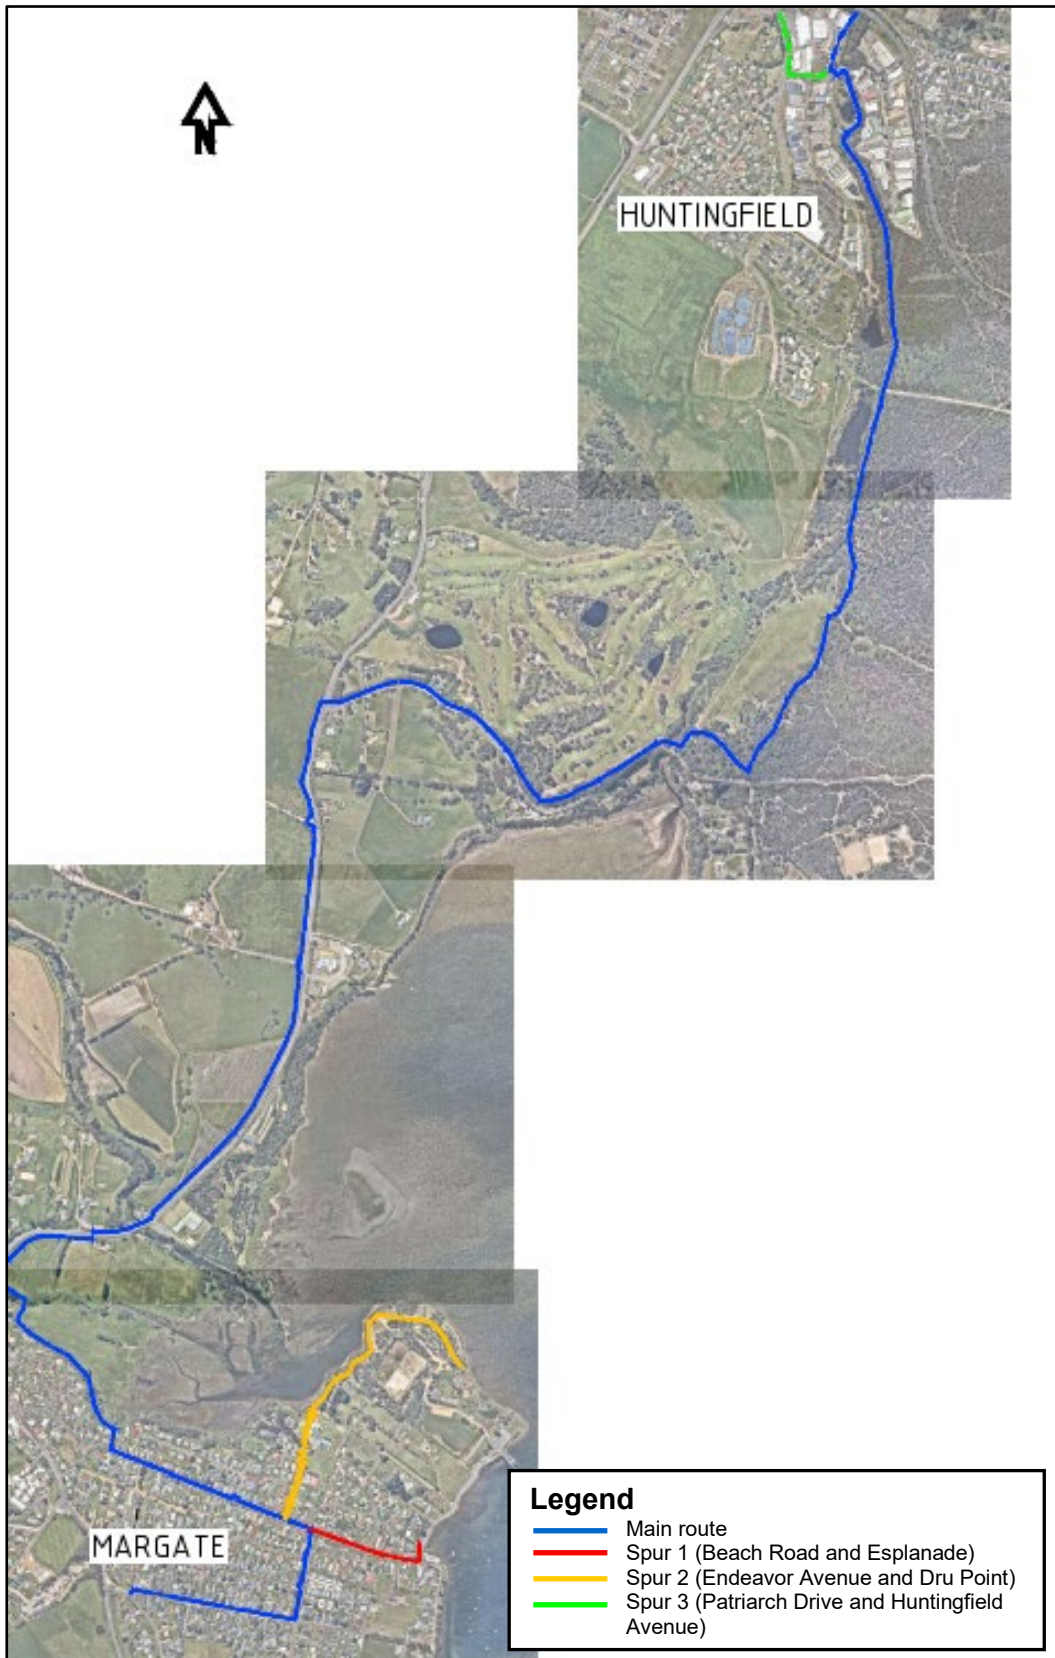 N
HUNTINGFIELD
MARGATE
Legend
Main route
Spur 1 (Beach Road and Esplanade)
Spur 2 (Endeavor Avenue and Dru Point)
Spur 3 (Patriarch Drive and Huntingfield
Avenue)